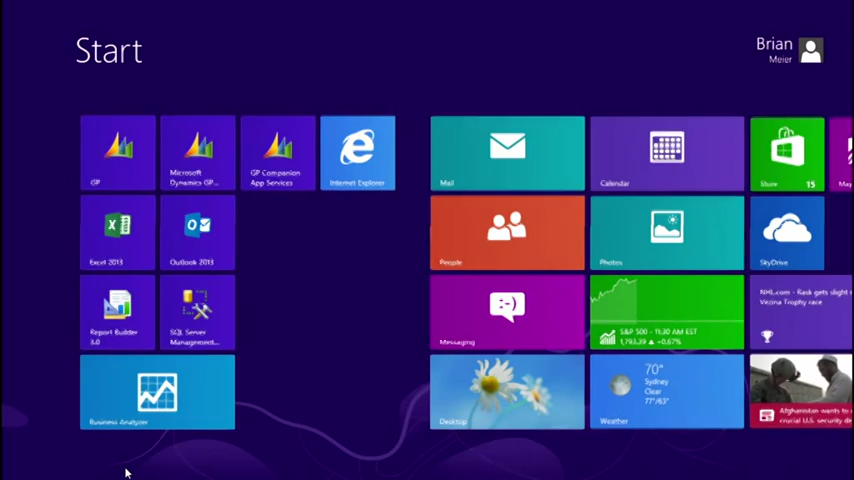 Start
Brian
Meier
GP
Microsoft
Dynamics GP...
GP Companion
App Services
Internet Explorer
Mail
Calendar
Store
15
Excel 2013
Outlook 2013
People
Photos
SkyDrive
Report Builder
3.0
SQL Server
Management...
Messaging
S&P 500 - 11:30 AM EST
1,793.39 ▲ +0.67%
NHL.com - Rask gets slight
Vezina Trophy race
Business Analyzer
Desktop
70°
Sydney
Clear
77°/63°
Weather
Afghanistan wants to
crucial U.S. security de